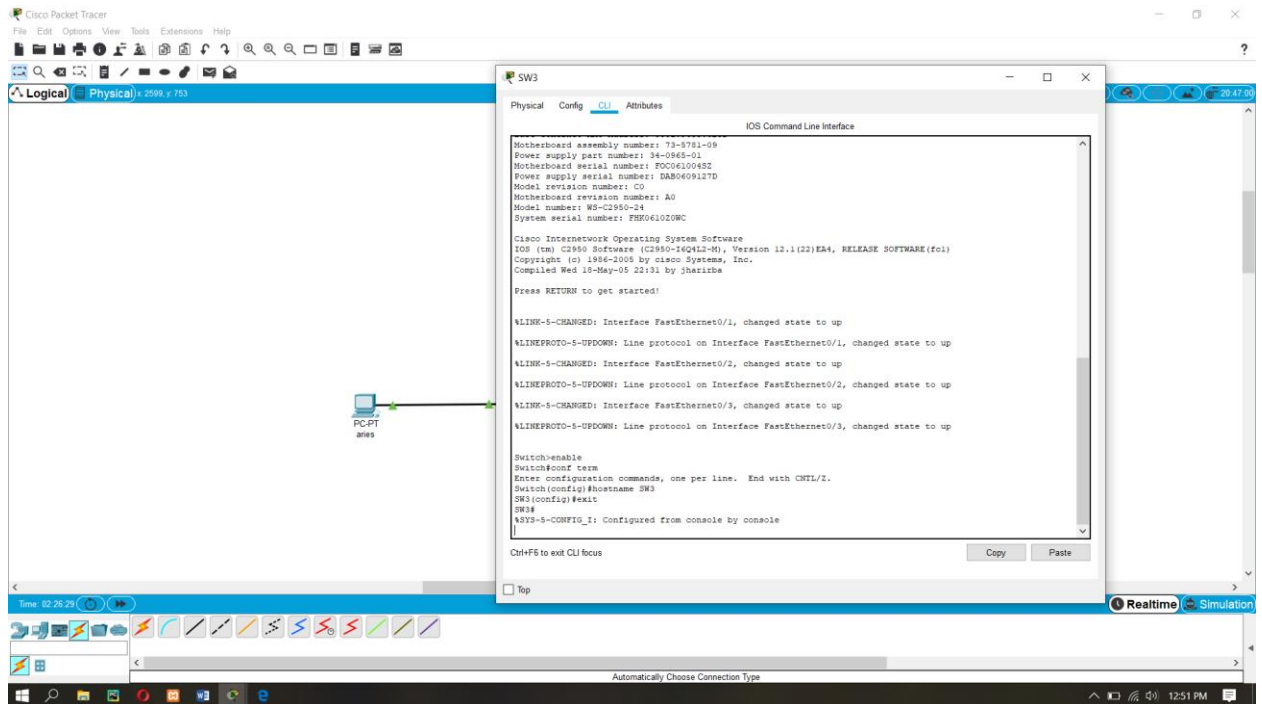 Cisco Packet Tracer
File Edit Options View Tools Extensions Help
?
Logical Physical x: 2599, y: 753
20:47:00
SW3
Physical Config CLI Attributes
IOS Command Line Interface
Motherboard assembly number: 73-5781-09
Power supply part number: 34-0965-01
Motherboard serial number: FOC061004SZ
Power supply serial number: DAB0609127D
Model revision number: C0
Motherboard revision number: A0
Model number: WS-C2950-24
System serial number: FHK0610Z0WC
Cisco Internetwork Operating System Software
IOS (tm) C2950 Software (C2950-I6Q4L2-M), Version 12.1(22)EA4, RELEASE SOFTWARE(fc1)
Copyright (c) 1986-2005 by cisco Systems, Inc.
Compiled Wed 18-May-05 22:31 by jharirba
Press RETURN to get started!
%LINK-5-CHANGED: Interface FastEthernet0/1, changed state to up
%LINEPROTO-5-UPDOWN: Line protocol on Interface FastEthernet0/1, changed state to up
%LINK-5-CHANGED: Interface FastEthernet0/2, changed state to up
%LINEPROTO-5-UPDOWN: Line protocol on Interface FastEthernet0/2, changed state to up
%LINK-5-CHANGED: Interface FastEthernet0/3, changed state to up
%LINEPROTO-5-UPDOWN: Line protocol on Interface FastEthernet0/3, changed state to up
Switch>enable
Switch#conf term
Enter configuration commands, one per line. End with CNTL/Z.
Switch(config)#hostname SW3
SW3(config)#exit
SW3#
%SYS-5-CONFIG_I: Configured from console by console
Ctrl+F6 to exit CLI focus
Copy Paste
Top
PC-PT
aries
Time: 02:26:29
Realtime Simulation
Automatically Choose Connection Type
12:51 PM